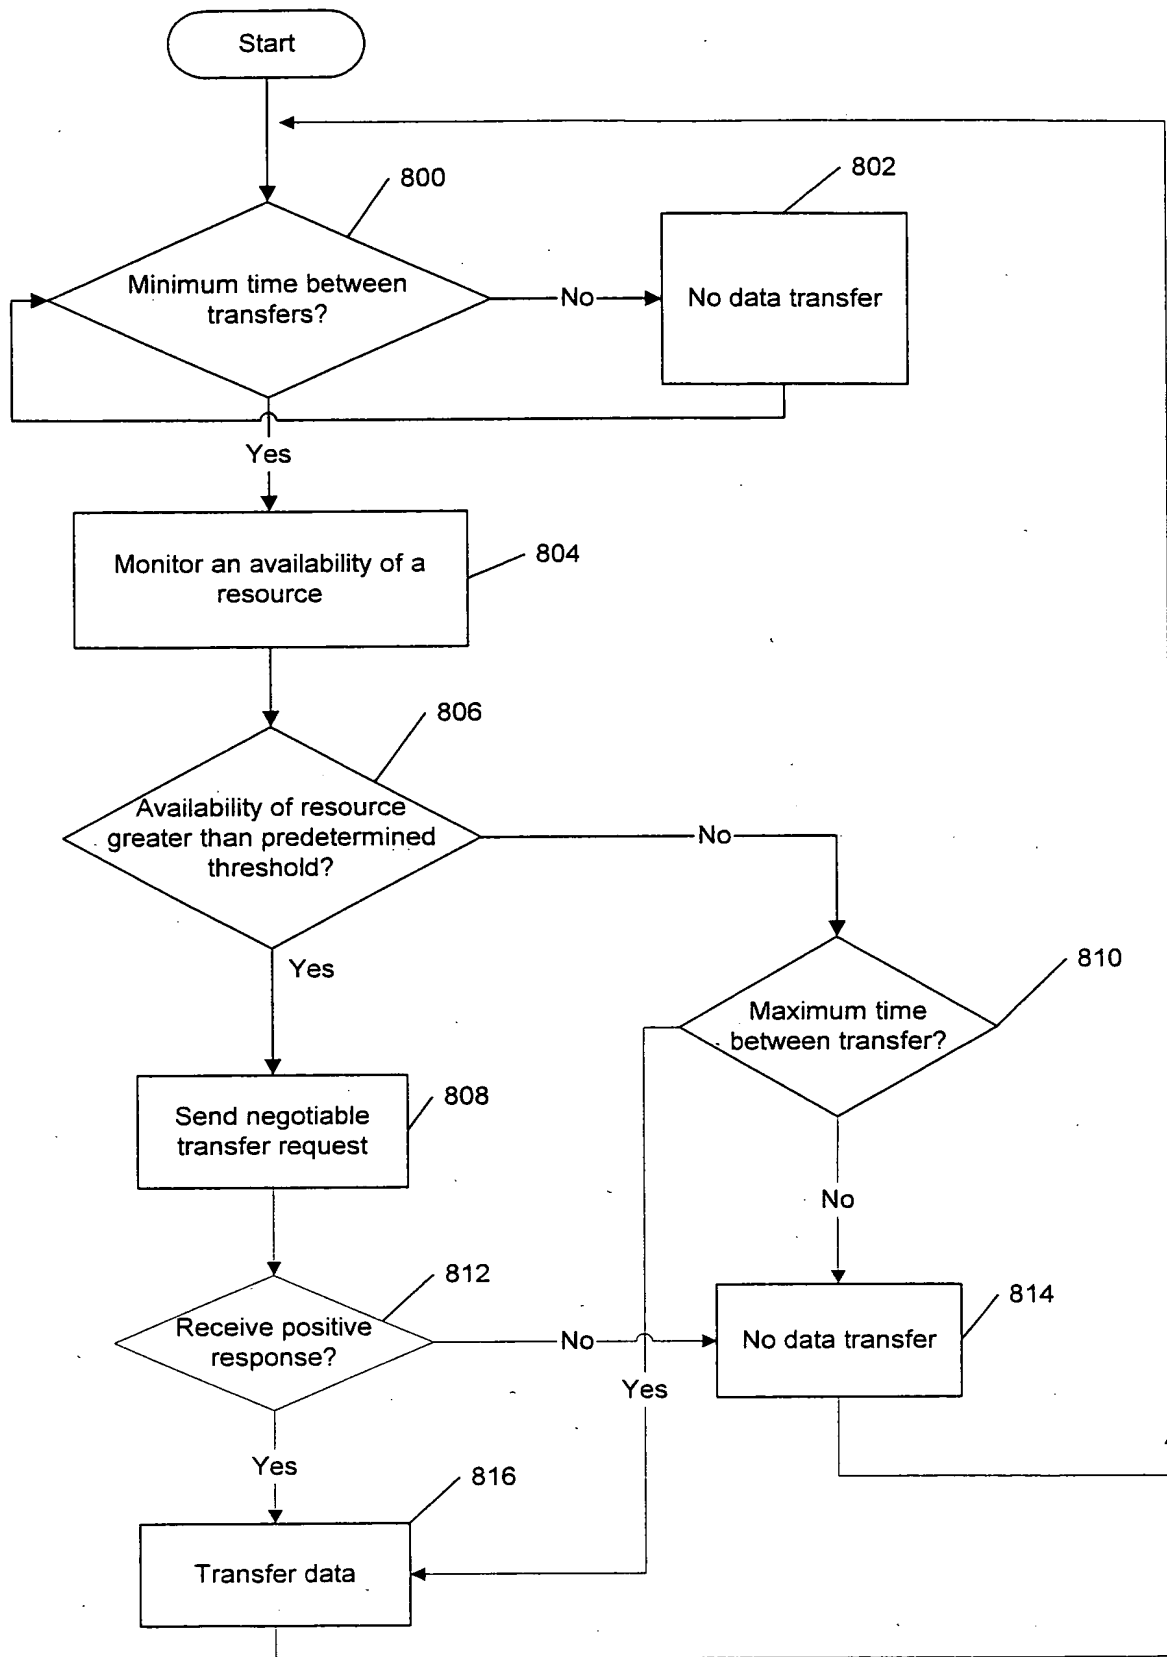 Start
800
802
Minimum time between
transfers?
No
No data transfer
Yes
Monitor an availability of a
resource
804
806
Availability of resource
greater than predetermined
threshold?
No
Yes
810
Maximum time
between transfer?
808
Send negotiable
transfer request
No
812
814
Receive positive
response?
No
No data transfer
Yes
Yes
816
Transfer data